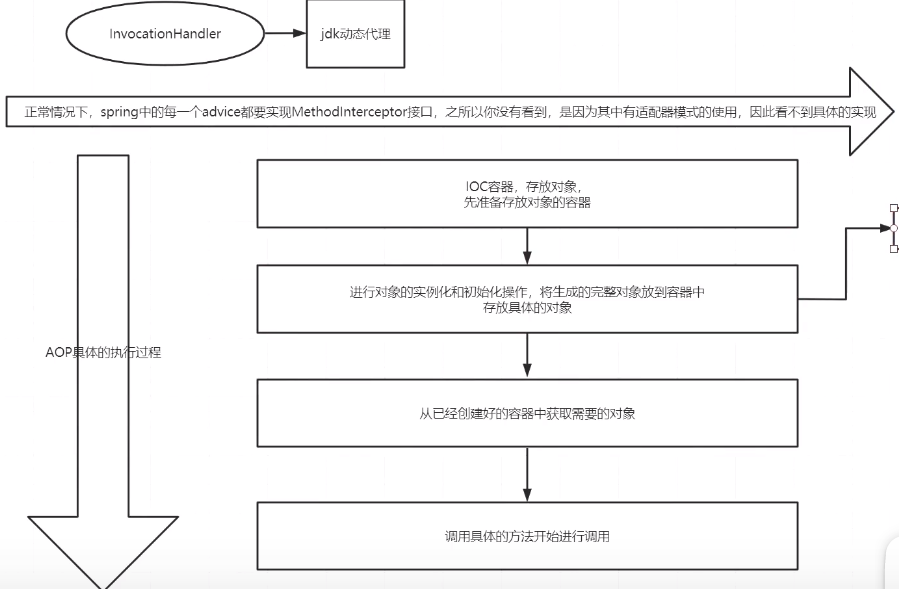 InvocationHandler
jdk动态代理
正常情况下，spring中的每一个advice都要实现MethodInterceptor接口，之所以你没有看到，是因为其中有适配器模式的使用，因此看不到具体的实现
IOC容器，存放对象，
先准备存放对象的容器
进行对象的实例化和初始化操作，将生成的完整对象放到容器中
存放具体的对象
AOP具体的执行过程
从已经创建好的容器中获取需要的对象
调用具体的方法开始进行调用